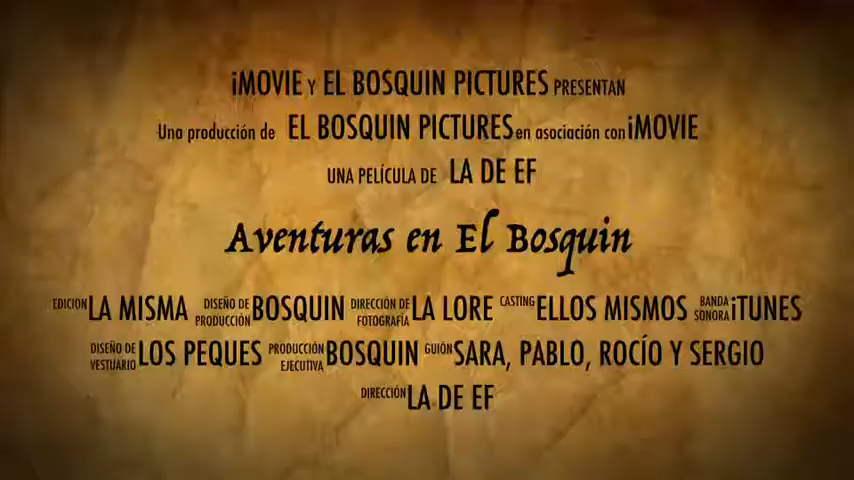 iMOVIE Y EL BOSQUIN PICTURES PRESENTAN
Una producción de EL BOSQUIN PICTURES en asociación con iMOVIE
UNA PELÍCULA DE LA DE EF
Aventuras en El Bosquin
EDICION LA MISMA DISEÑO DE PRODUCCIÓN BOSQUIN DIRECCIÓN DE FOTOGRAFÍA LA LORE CASTING ELLOS MISMOS BANDA SONORA iTUNES
DISEÑO DE VESTUARIO LOS PEQUES PRODUCCIÓN EJECUTIVA BOSQUIN GUIÓN SARA, PABLO, ROCÍO Y SERGIO
DIRECCIÓN LA DE EF